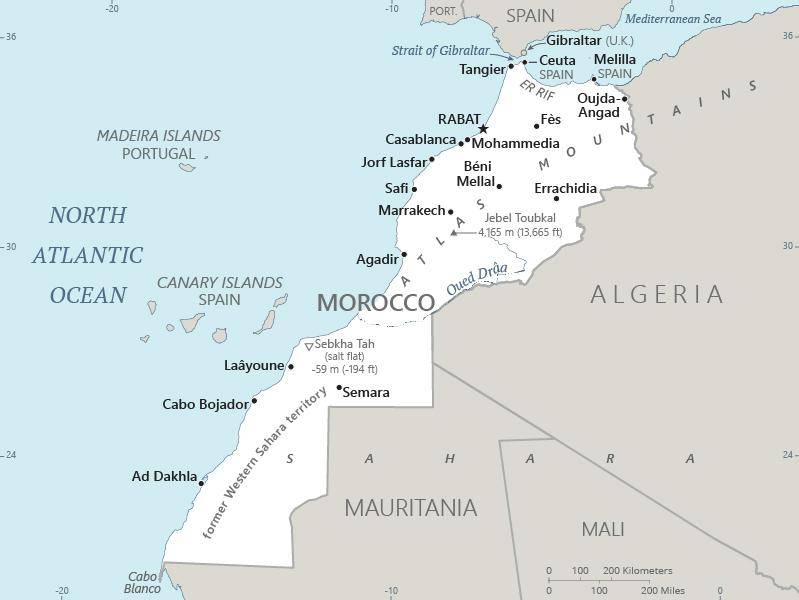 -20
-10
0
PORT.
SPAIN
Mediterranean Sea
36
36
Strait of Gibraltar
Gibraltar (U.K.)
Ceuta
SPAIN
Melilla
SPAIN
Tangier
ER RIF
Oujda-
Angad
RABAT
Fès
Casablanca
Mohammedia
Jorf Lasfar
Béni
Mellal
Safi
Errachidia
Marrakech
Jebel Toubkal
4,165 m (13,665 ft)
ATLAS MOUNTAINS
MADEIRA ISLANDS
PORTUGAL
NORTH
ATLANTIC
OCEAN
30
30
Agadir
Oued Drâa
CANARY ISLANDS
SPAIN
MOROCCO
ALGERIA
Sebkha Tah
(salt flat)
-59 m (-194 ft)
Laâyoune
Semara
Cabo Bojador
former Western Sahara territory
24
24
SAHARA
Ad Dakhla
MAURITANIA
MALI
Cabo
Blanco
0 100 200 Kilometers
0 100 200 Miles
-20
-10
0